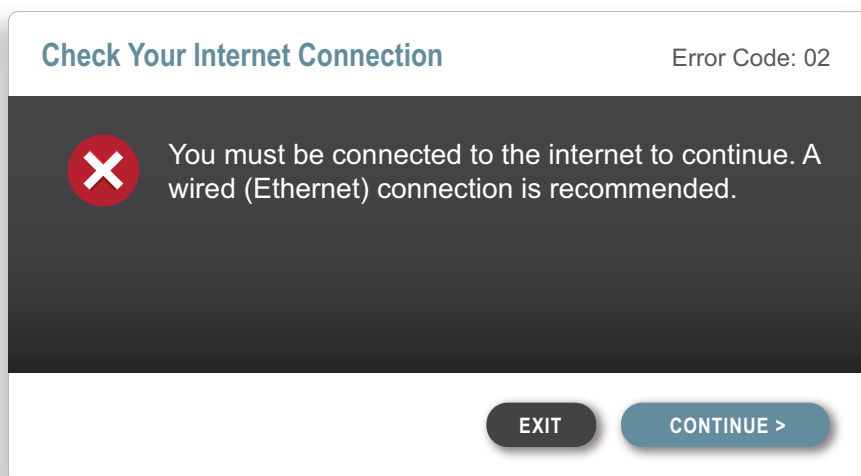 Check Your Internet Connection
Error Code: 02
You must be connected to the internet to continue. A
wired (Ethernet) connection is recommended.
EXIT
CONTINUE >